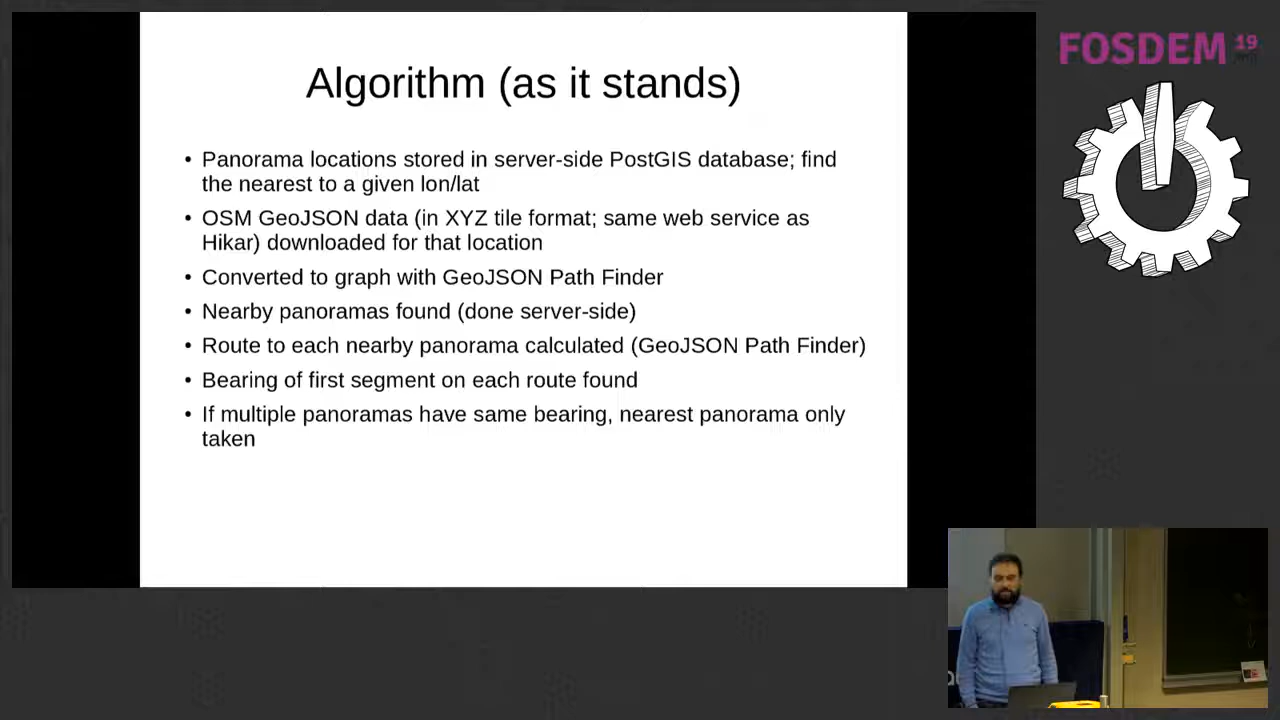 Algorithm (as it stands)
• Panorama locations stored in server-side PostGIS database; find
the nearest to a given lon/lat
• OSM GeoJSON data (in XYZ tile format; same web service as
Hikar) downloaded for that location
• Converted to graph with GeoJSON Path Finder
• Nearby panoramas found (done server-side)
• Route to each nearby panorama calculated (GeoJSON Path Finder)
• Bearing of first segment on each route found
• If multiple panoramas have same bearing, nearest panorama only
taken
FOSDEM 19